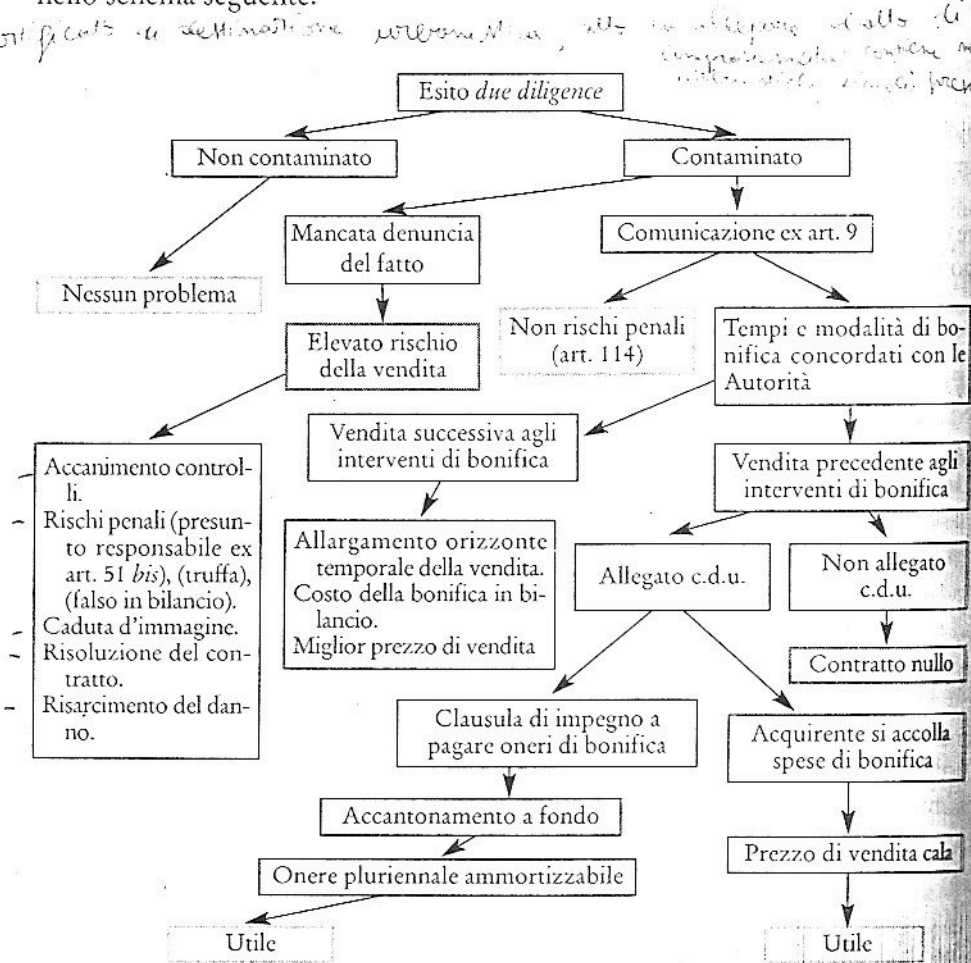 nello schema seguente.
Esito due diligence
Non contaminato
Contaminato
Mancata denuncia
del fatto
Comunicazione ex art. 9
Nessun problema
Elevato rischio
della vendita
Non rischi penali
(art. 114)
Tempi e modalità di bo-
nifica concordati con le
Autorità
Accanimento control-
li.
Rischi penali (presun-
to responsabile ex
art. 51 bis), (truffa),
(falso in bilancio).
Caduta d'immagine.
Risoluzione del con-
tratto.
Risarcimento del dan-
no.
Vendita successiva agli
interventi di bonifica
Vendita precedente agli
interventi di bonifica
Allargamento orizzonte
temporale della vendita.
Costo della bonifica in bi-
lancio.
Miglior prezzo di vendita
Allegato c.d.u.
Non allegato
c.d.u.
Contratto nullo
Clausula di impegno a
pagare oneri di bonifica
Acquirente si accolla
spese di bonifica
Accantonamento a fondo
Prezzo di vendita cala
Onere pluriennale ammortizzabile
Utile
Utile